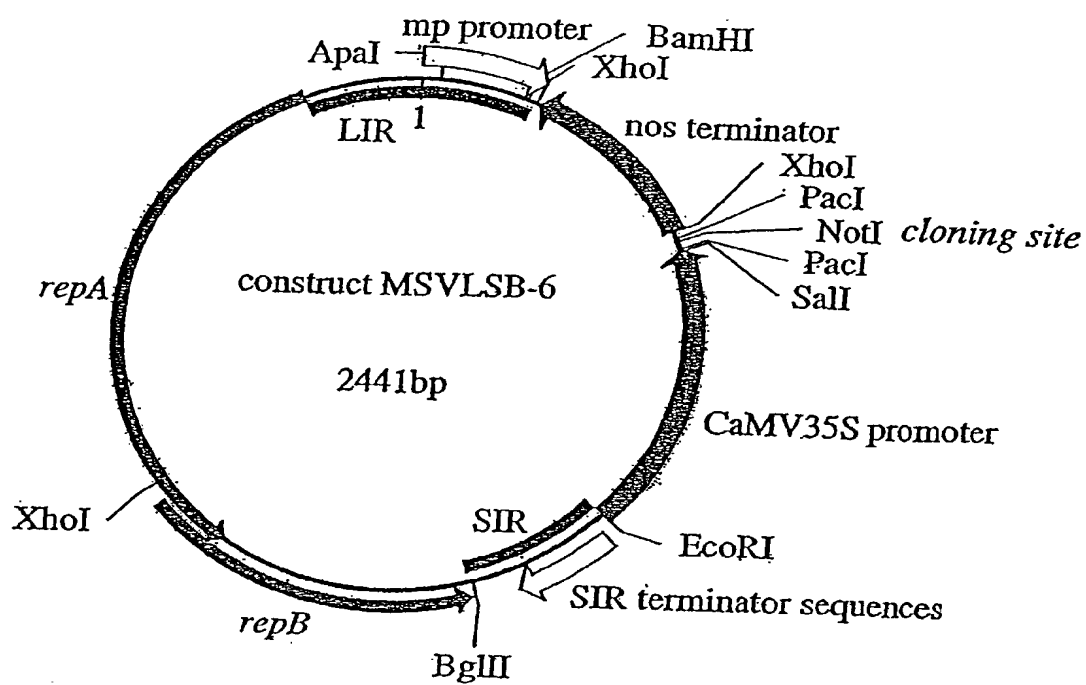 mp promoter
ApaI
BamHI
XhoI
LIR
1
nos terminator
XhoI
PacI
NotI cloning site
PacI
SalI
repA
construct MSVLSB-6
2441bp
CaMV35S promoter
XhoI
SIR
EcoRI
SIR terminator sequences
repB
BglII